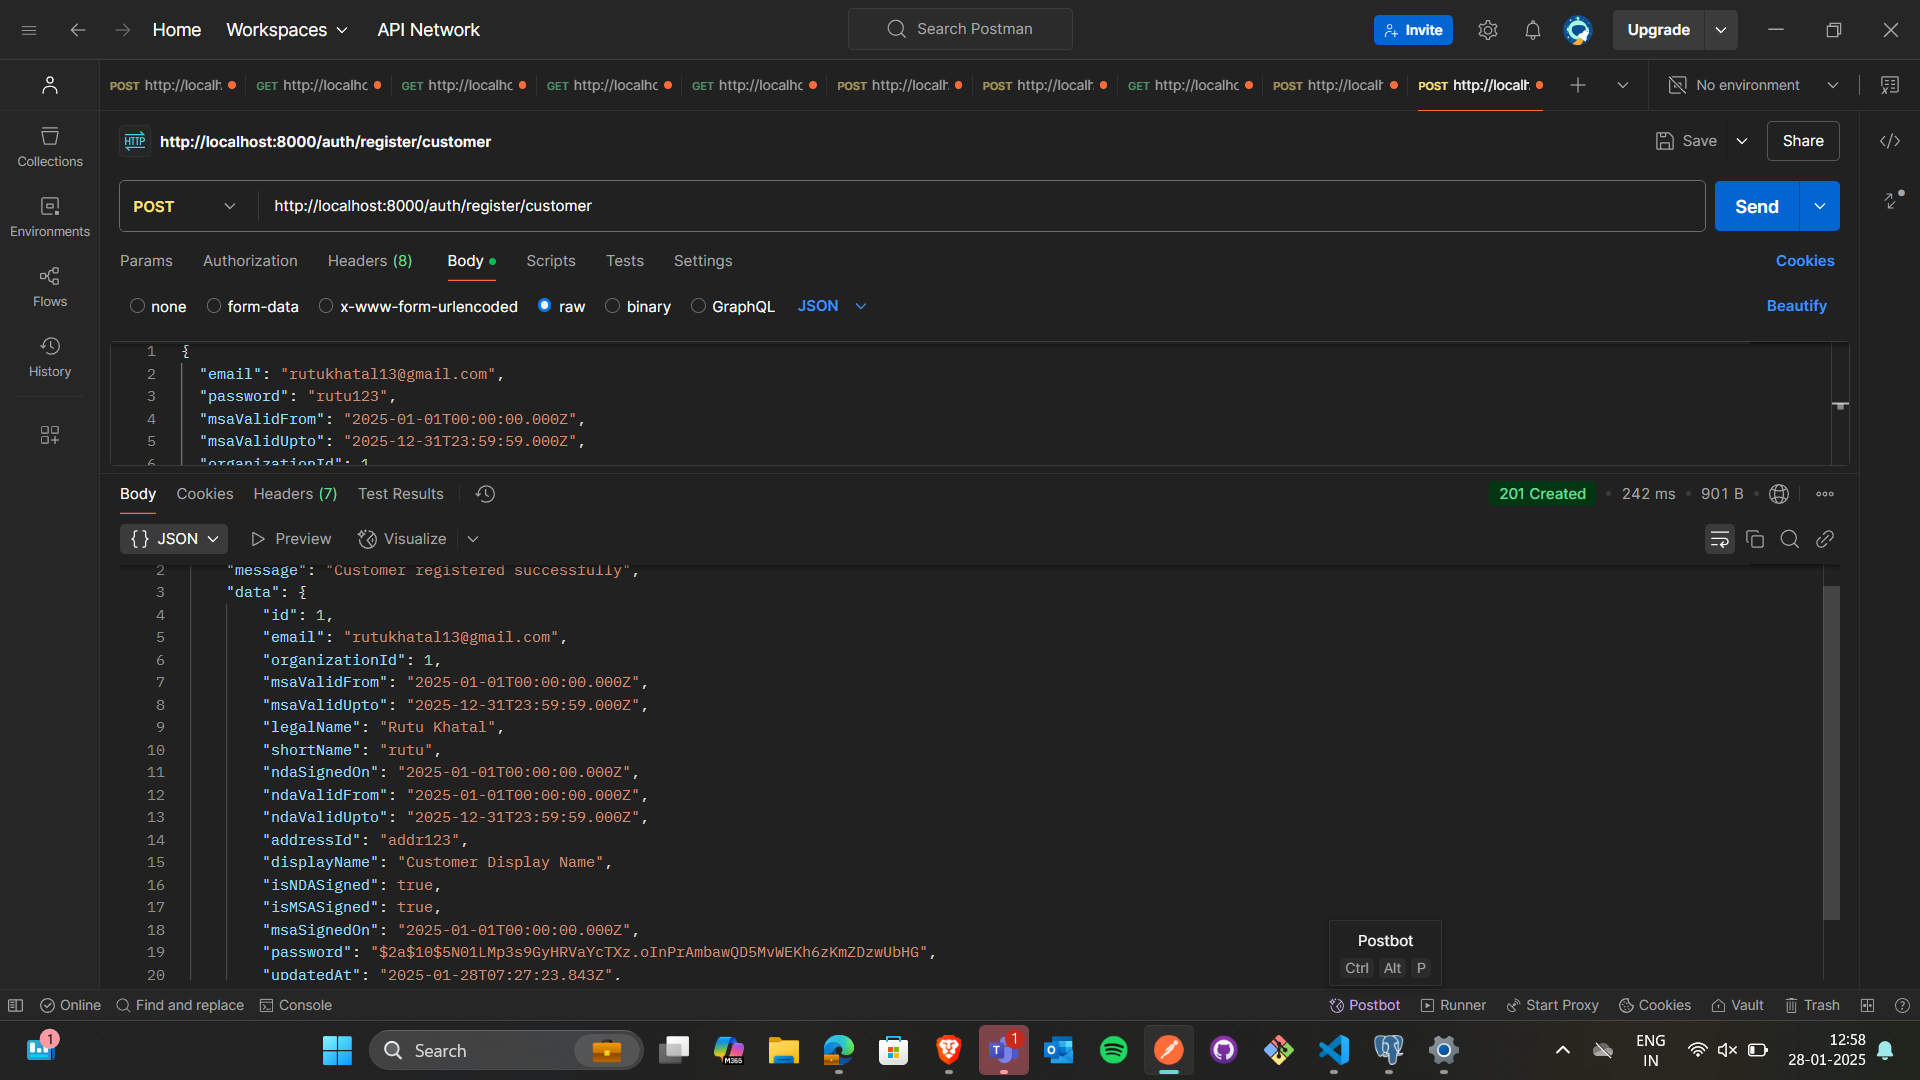 Home Workspaces API Network Search Postman Invite Upgrade
POST http://localh GET http://localhc GET http://localhc GET http://localhc GET http://localhc POST http://localh POST http://localh GET http://localhc POST http://localh POST http://localh No environment
HTTP http://localhost:8000/auth/register/customer Save Share
Collections
POST http://localhost:8000/auth/register/customer Send
Environments
Params Authorization Headers (8) Body Scripts Tests Settings Cookies
Flows
none form-data x-www-form-urlencoded raw binary GraphQL JSON Beautify
History
1 {
2 "email": "rutukhatal13@gmail.com",
3 "password": "rutu123",
4 "msaValidFrom": "2025-01-01T00:00:00.000Z",
5 "msaValidUpto": "2025-12-31T23:59:59.000Z",
6 "organizationId": 1
Body Cookies Headers (7) Test Results 201 Created 242 ms 901 B
{} JSON Preview Visualize
2 "message": "Customer registered successfully",
3 "data": {
4 "id": 1,
5 "email": "rutukhatal13@gmail.com",
6 "organizationId": 1,
7 "msaValidFrom": "2025-01-01T00:00:00.000Z",
8 "msaValidUpto": "2025-12-31T23:59:59.000Z",
9 "legalName": "Rutu Khatal",
10 "shortName": "rutu",
11 "ndaSignedOn": "2025-01-01T00:00:00.000Z",
12 "ndaValidFrom": "2025-01-01T00:00:00.000Z",
13 "ndaValidUpto": "2025-12-31T23:59:59.000Z",
14 "addressId": "addr123",
15 "displayName": "Customer Display Name",
16 "isNDASigned": true,
17 "isMSASigned": true,
18 "msaSignedOn": "2025-01-01T00:00:00.000Z",
19 "password": "$2a$10$5N01LMp3s9GyHRVaYcTXz.oInPrAmbawQD5MvWEKh6zKmZDzwUbHG",
20 "updatedAt": "2025-01-28T07:27:23.843Z",
Postbot
Ctrl Alt P
Online Find and replace Console Postbot Runner Start Proxy Cookies Vault Trash
1 Search M365 T 1 ENG 12:58
IN 28-01-2025